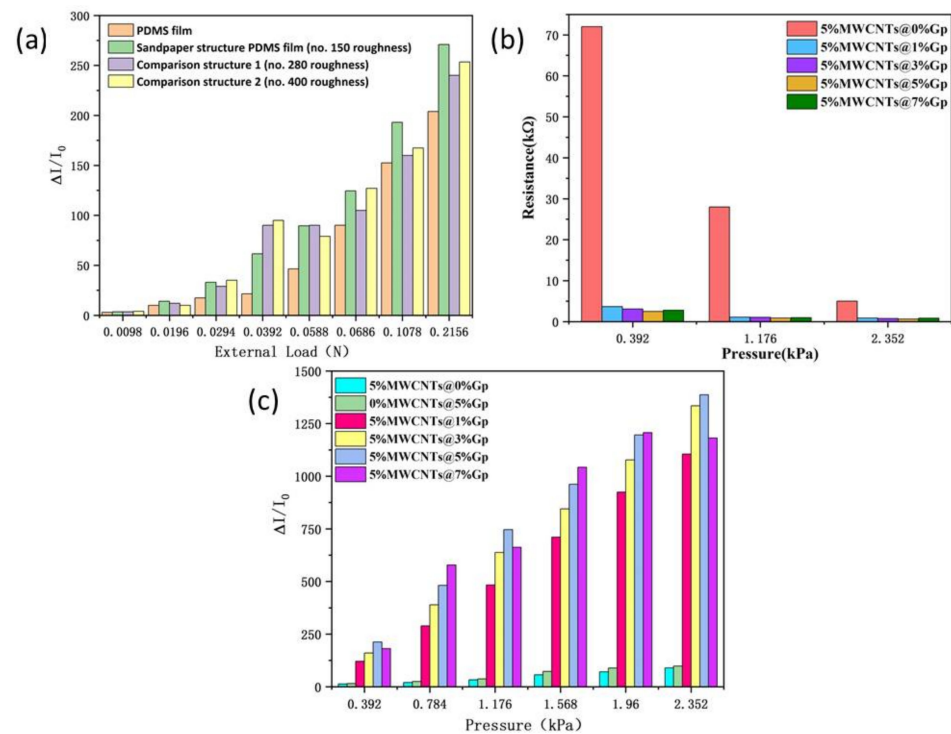 (a)
300
250
200
150
100
50
0
ΔI/I0
PDMS film
Sandpaper structure PDMS film (no. 150 roughness)
Comparison structure 1 (no. 280 roughness)
Comparison structure 2 (no. 400 roughness)
0.0098 0.0196 0.0294 0.0392 0.0588 0.0686 0.1078 0.2156
External Load (N)
(b)
70
60
50
40
30
20
10
0
Resistance(kΩ)
5%MWCNTs@0%Gp
5%MWCNTs@1%Gp
5%MWCNTs@3%Gp
5%MWCNTs@5%Gp
5%MWCNTs@7%Gp
0.392 1.176 2.352
Pressure(kPa)
(c)
1500
1250
1000
750
500
250
0
ΔI/I0
5%MWCNTs@0%Gp
0%MWCNTs@5%Gp
5%MWCNTs@1%Gp
5%MWCNTs@3%Gp
5%MWCNTs@5%Gp
5%MWCNTs@7%Gp
0.392 0.784 1.176 1.568 1.96 2.352
Pressure (kPa)